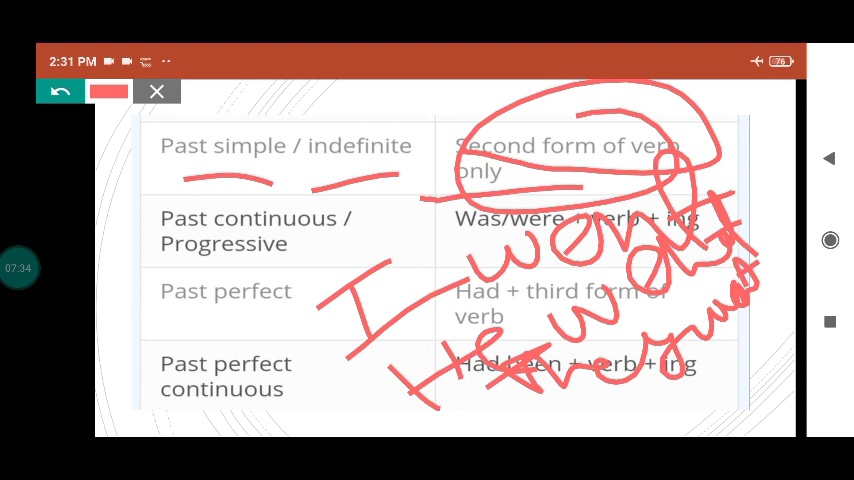 2:31 PM
76
Past simple / indefinite
Second form of verb
only
Past continuous /
Progressive
Was/were + verb + ing
Past perfect
Had + third form of
verb
Past perfect
continuous
Had been + verb + ing
I went
He went
they went
07:34